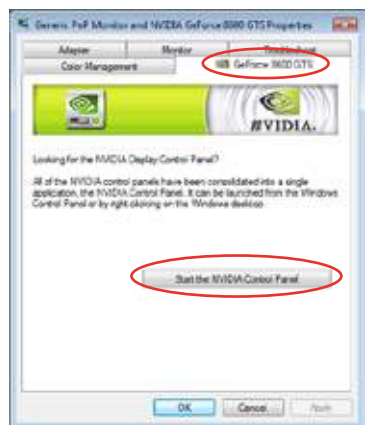 Generic PnP Monitor and NVIDIA GeForce 8600 GTS Properties
Adapter Monitor Troubleshoot
Color Management GeForce 8600 GTS
NVIDIA.
Looking for the NVIDIA Display Control Panel?
All of the NVIDIA control panels have been consolidated into a single
application, the NVIDIA Control Panel. It can be launched from the Windows
Control Panel or by right clicking on the Windows desktop.
Start the NVIDIA Control Panel
OK Cancel Apply